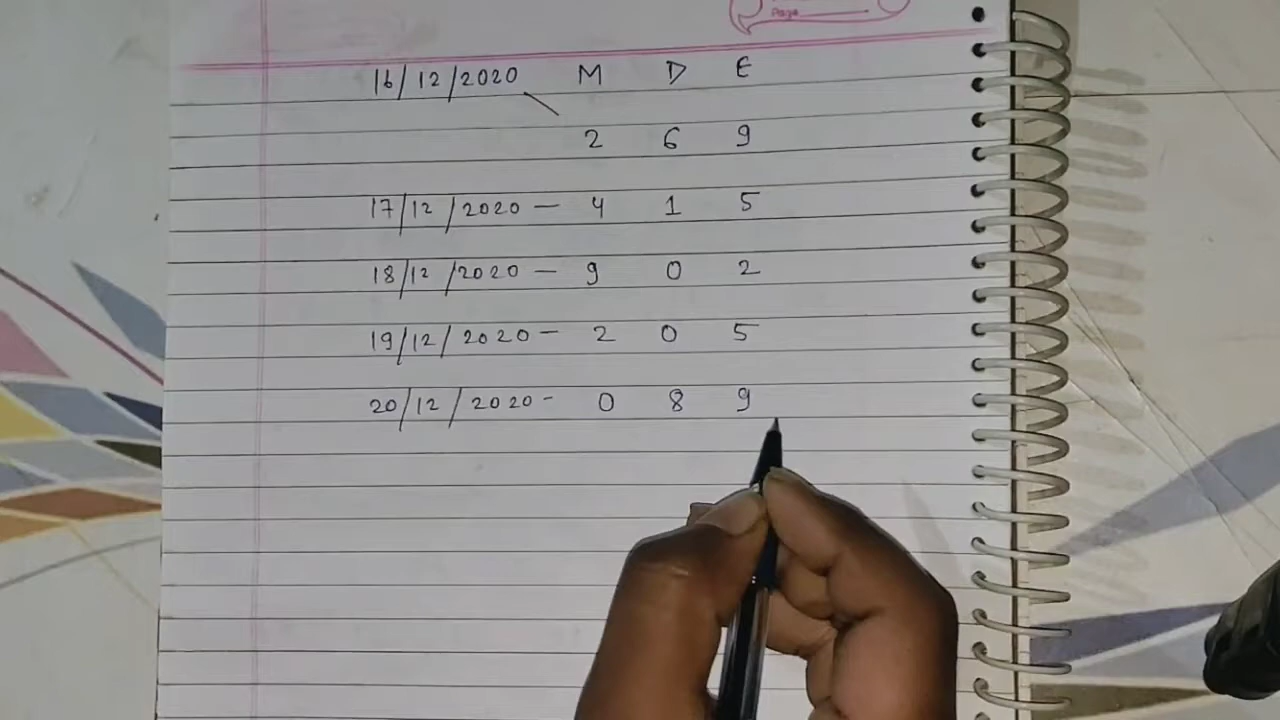 Page
16/12/2020 M D E
2 6 9
17/12/2020 — 4 1 5
18/12/2020 — 9 0 2
19/12/2020 - 2 0 5
20/12/2020 - 0 8 9